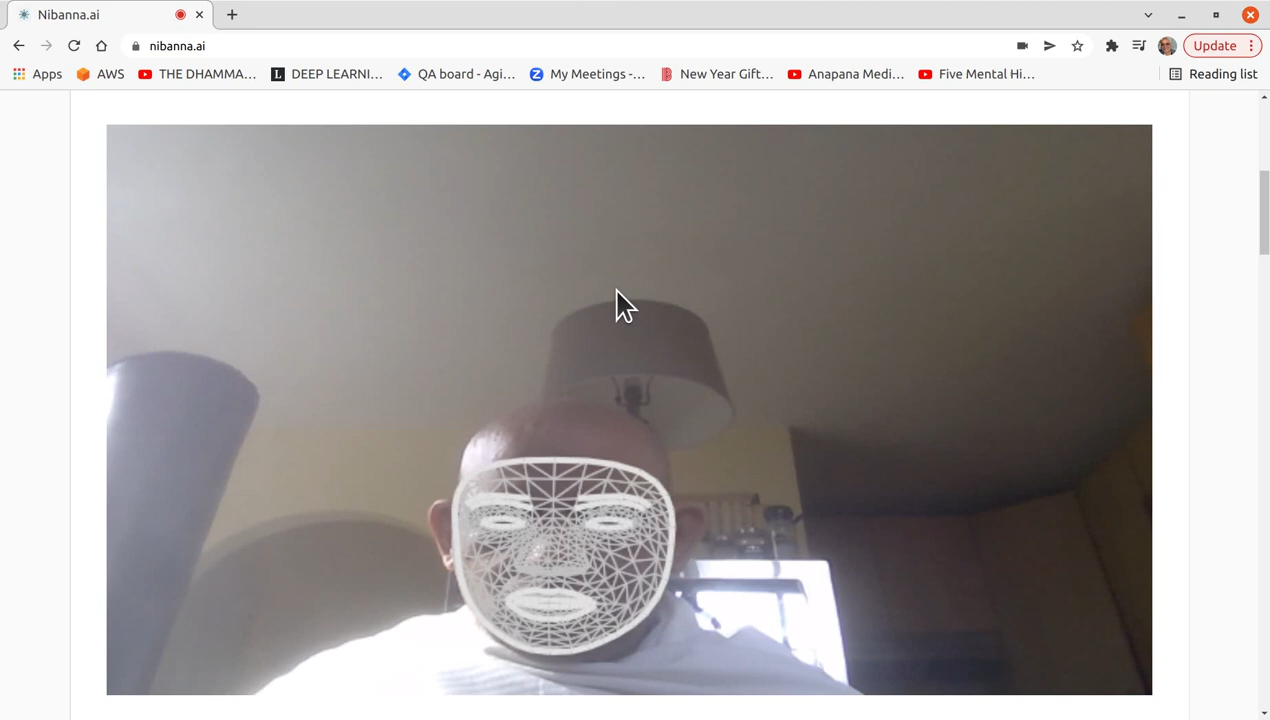 Nibanna.ai
nibanna.ai
Update
Apps
AWS
THE DHAMMA...
DEEP LEARNI...
QA board - Agi...
My Meetings -...
New Year Gift...
Anapana Medi...
Five Mental Hi...
Reading list